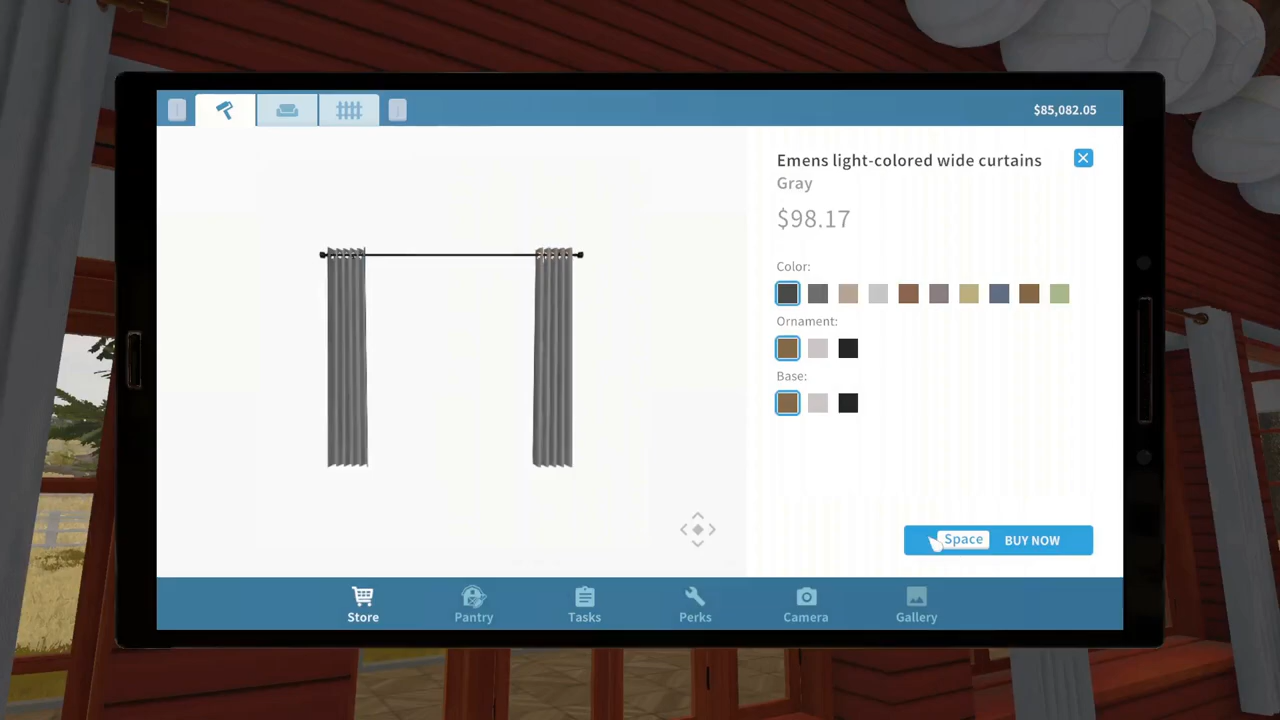 $85,082.05
Emens light-colored wide curtains
Gray
$98.17
Color:
Ornament:
Base:
Space BUY NOW
Store
Pantry
Tasks
Perks
Camera
Gallery